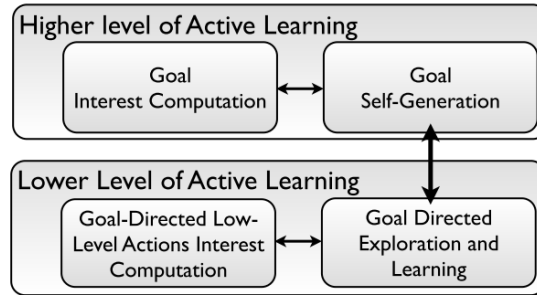 Higher level of Active Learning
Goal
Interest Computation
Goal
Self-Generation
Lower Level of Active Learning
Goal-Directed Low-
Level Actions Interest
Computation
Goal Directed
Exploration and
Learning